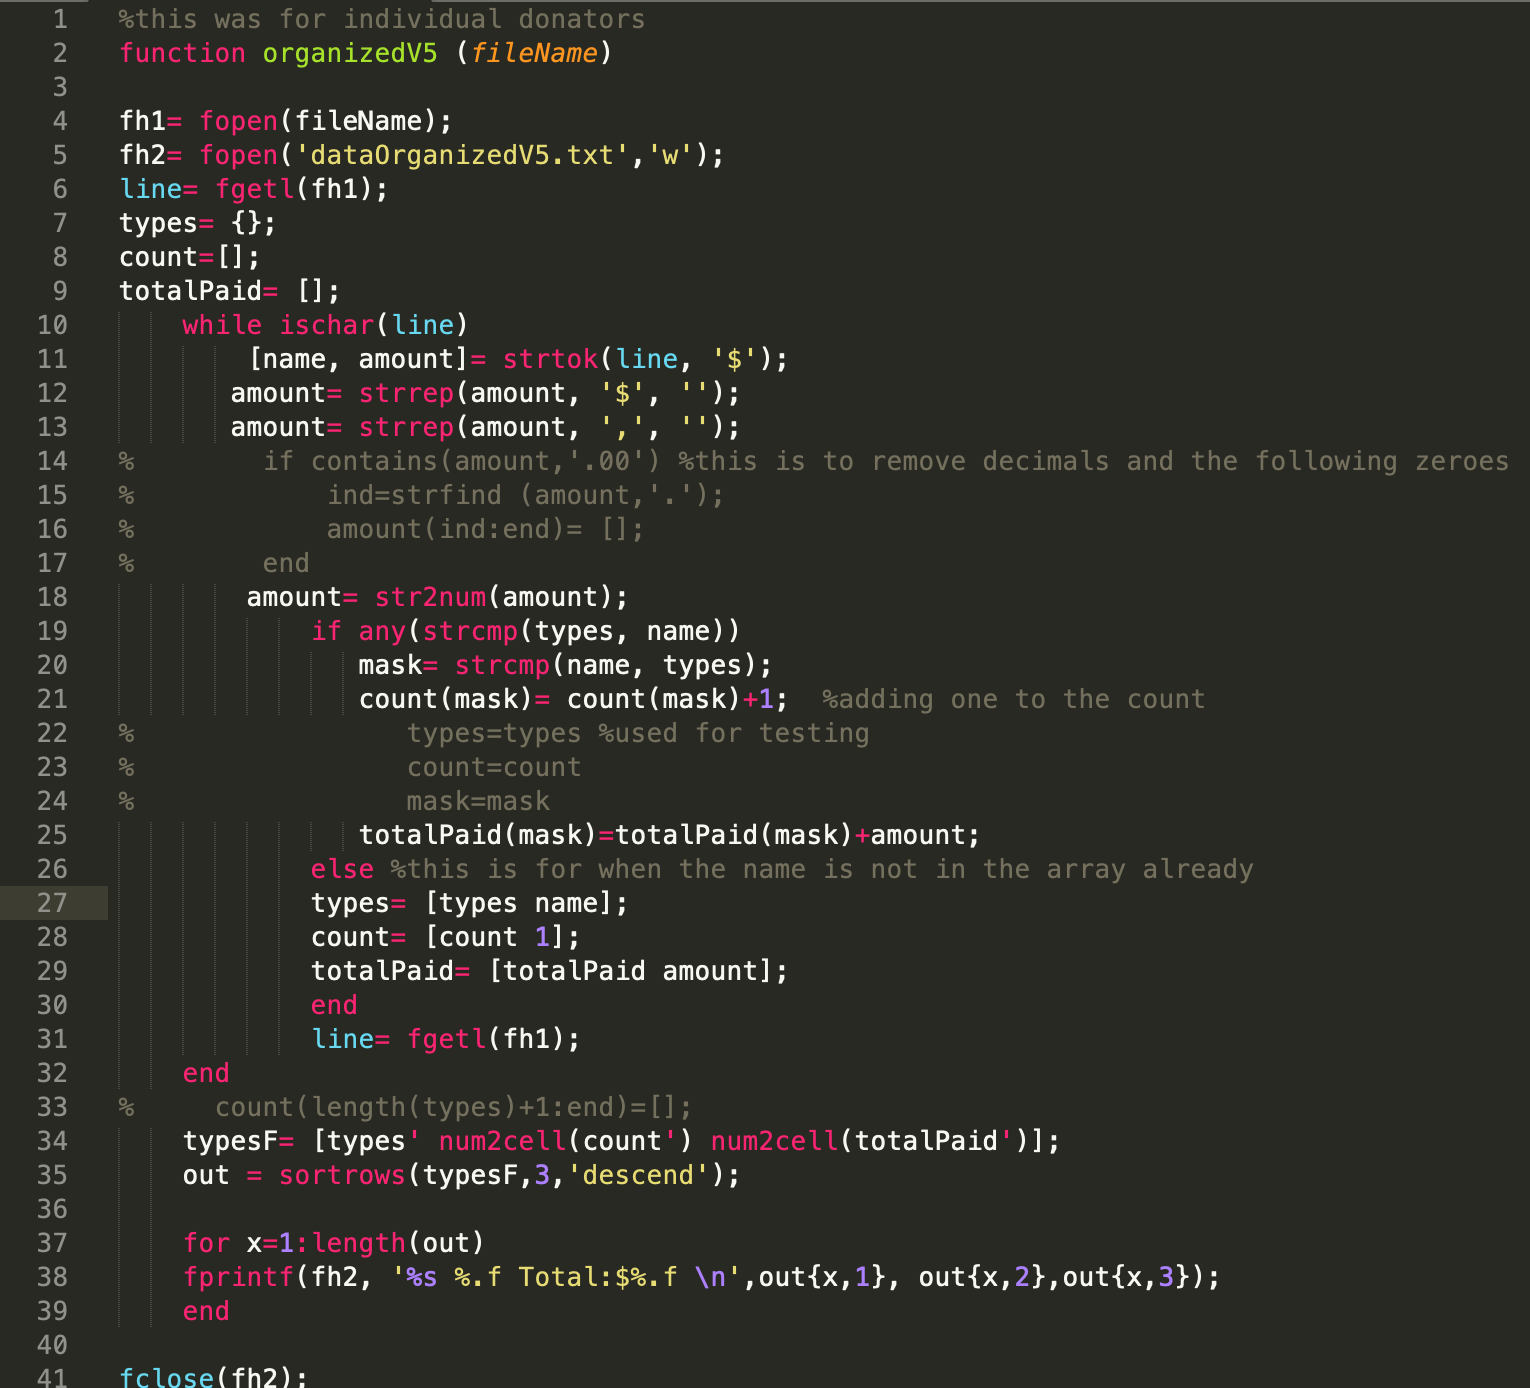 1 %this was for individual donators
2 function organizedV5 (fileName)
3
4 fh1= fopen(fileName);
5 fh2= fopen('dataOrganizedV5.txt','w');
6 line= fgetl(fh1);
7 types= {};
8 count=[];
9 totalPaid= [];
10 while ischar(line)
11 [name, amount]= strtok(line, '$');
12 amount= strrep(amount, '$', '');
13 amount= strrep(amount, ',', '');
14 % if contains(amount,'.00') %this is to remove decimals and the following zeroes
15 % ind=strfind (amount,'.');
16 % amount(ind:end)= [];
17 % end
18 amount= str2num(amount);
19 if any(strcmp(types, name))
20 mask= strcmp(name, types);
21 count(mask)= count(mask)+1; %adding one to the count
22 % types=types %used for testing
23 % count=count
24 % mask=mask
25 totalPaid(mask)=totalPaid(mask)+amount;
26 else %this is for when the name is not in the array already
27 types= [types name];
28 count= [count 1];
29 totalPaid= [totalPaid amount];
30 end
31 line= fgetl(fh1);
32 end
33 % count(length(types)+1:end)=[];
34 typesF= [types' num2cell(count') num2cell(totalPaid')];
35 out = sortrows(typesF,3,'descend');
36
37 for x=1:length(out)
38 fprintf(fh2, '%s %.f Total:$%.f \n',out{x,1}, out{x,2},out{x,3});
39 end
40
41 fclose(fh2);